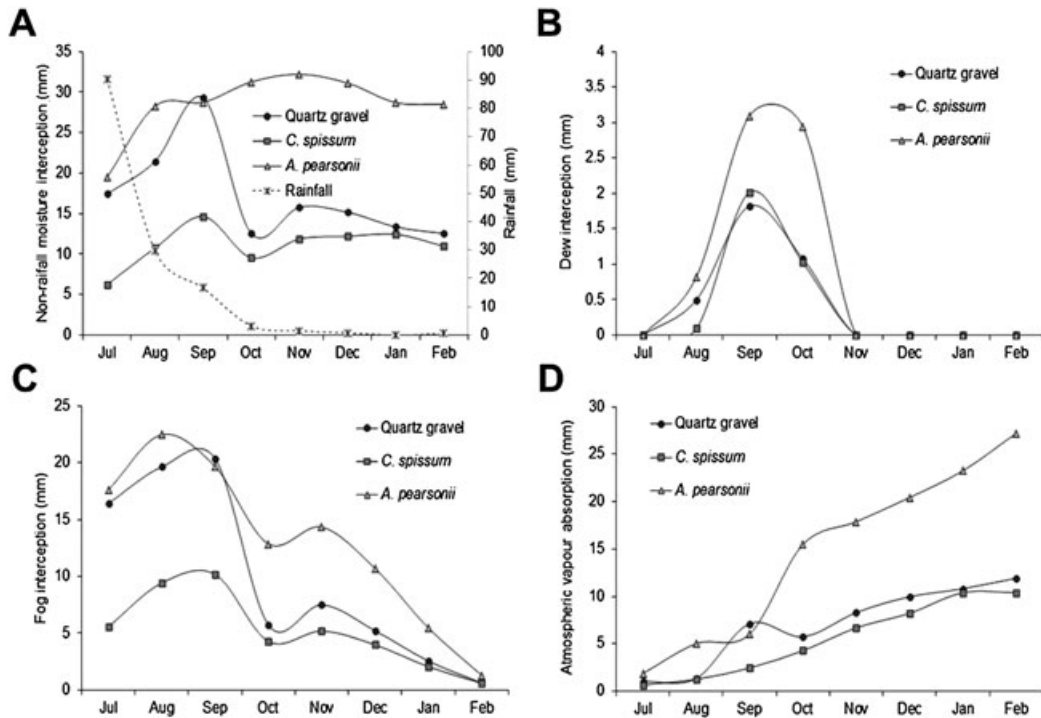 A
Non-raifall moisture interception (mm)
35
30
25
20
15
10
5
0
Quartz gravel
C. spissum
A. pearsonii
Rainfall
100
90
80
70
60
50
40
30
20
10
0
Rainfall (mm)
Jul Aug Sep Oct Nov Dec Jan Feb
B
Dew interception (mm)
4
3.5
3
2.5
2
1.5
1
0.5
0
Quartz gravel
C. spissum
A. pearsonii
Jul Aug Sep Oct Nov Dec Jan Feb
C
Fog interception (mm)
25
20
15
10
5
0
Quartz gravel
C. spissum
A. pearsonii
Jul Aug Sep Oct Nov Dec Jan Feb
D
Atmospheric vapour absorption (mm)
30
25
20
15
10
5
0
Quartz gravel
C. spissum
A. pearsonii
Jul Aug Sep Oct Nov Dec Jan Feb